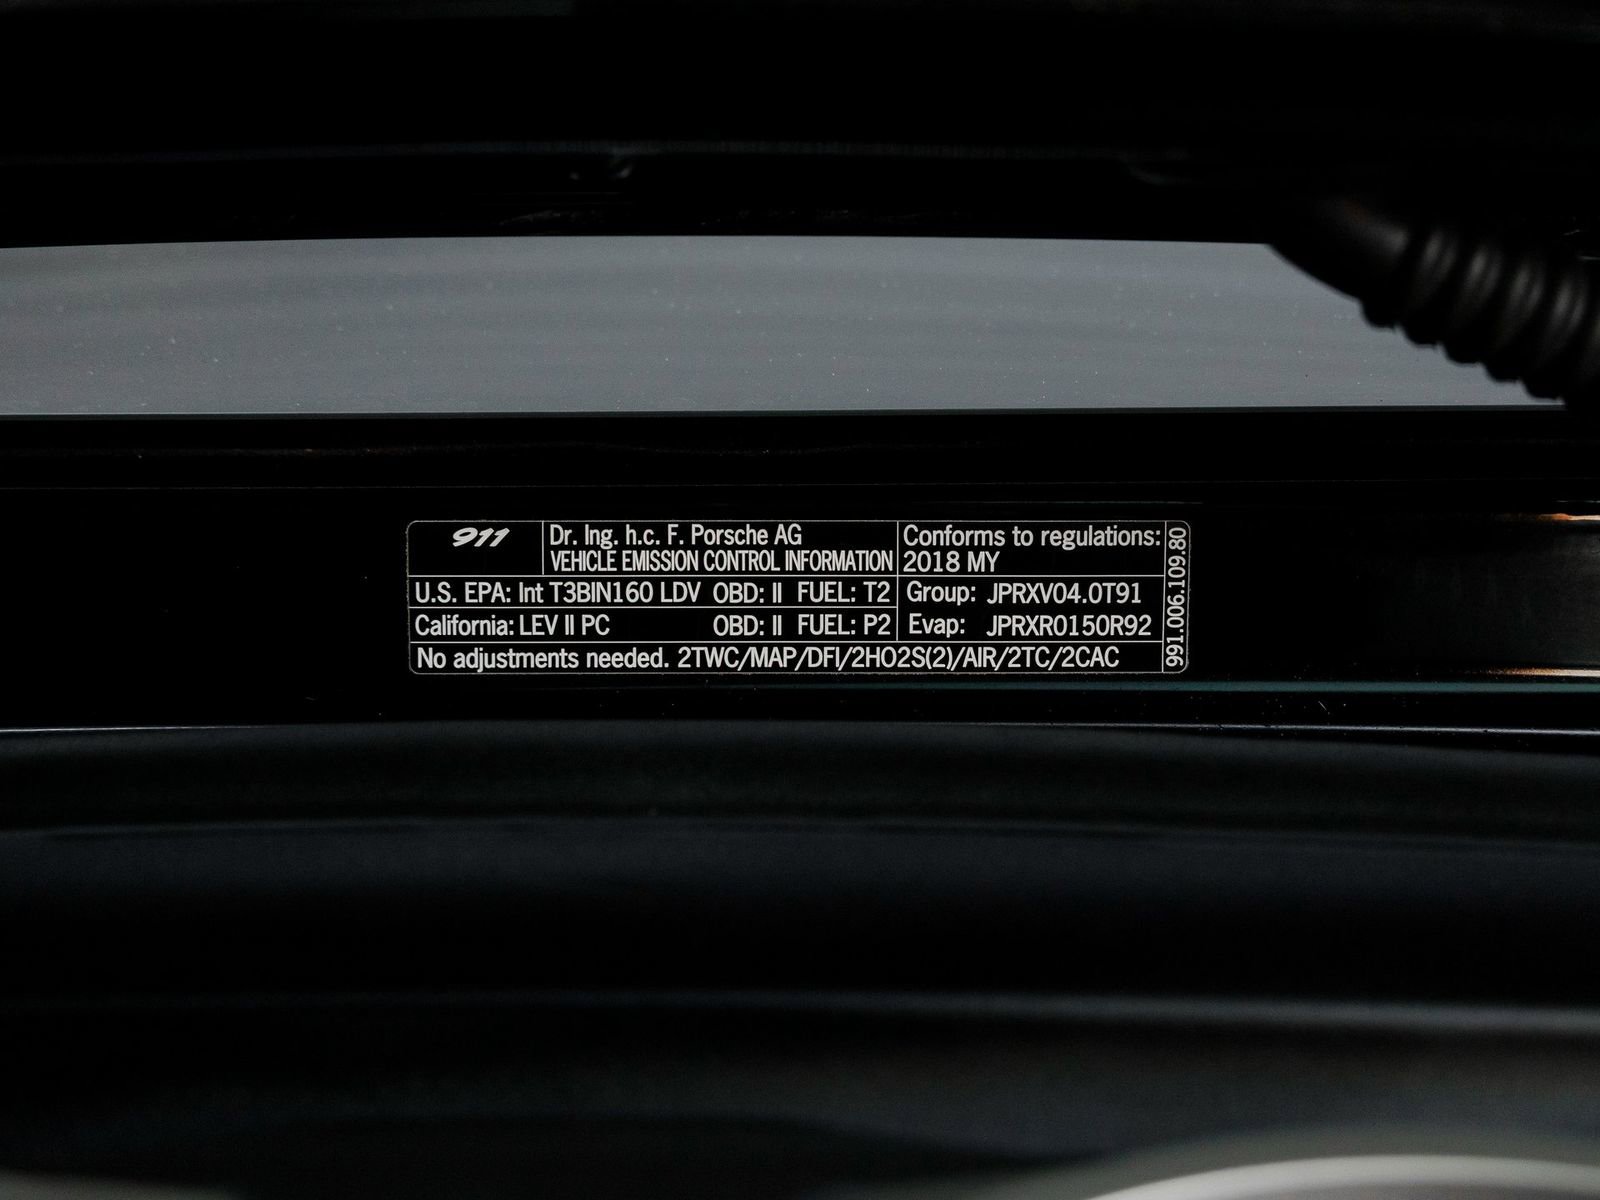 911
Dr. Ing. h.c. F. Porsche AG
VEHICLE EMISSION CONTROL INFORMATION
Conforms to regulations:
2018 MY
U.S. EPA: Int T3BIN160 LDV OBD: II FUEL: T2
Group: JPRXV04.0T91
California: LEV II PC OBD: II FUEL: P2
Evap: JPRXR0150R92
No adjustments needed. 2TWC/MAP/DFI/2HO2S(2)/AIR/2TC/2CAC
991.006.109.80